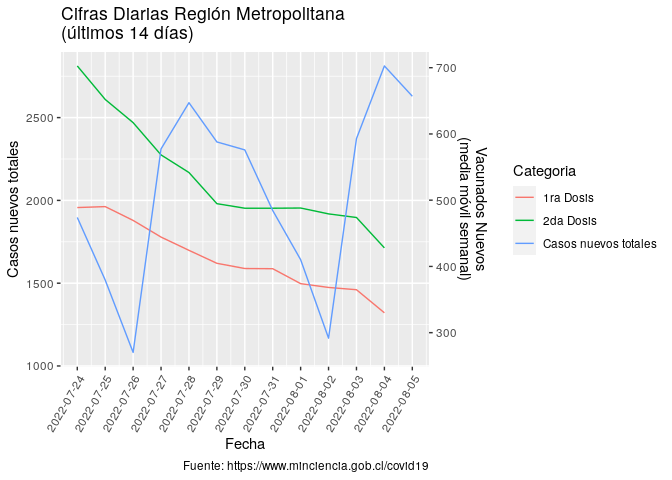 Cifras Diarias Región Metropolitana
(últimos 14 días)
Casos nuevos totales
2500
2000
1500
1000
700
600
500
400
300
Vacunados Nuevos
(media móvil semanal)
2022-07-24
2022-07-25
2022-07-26
2022-07-27
2022-07-28
2022-07-29
2022-07-30
2022-07-31
2022-08-01
2022-08-02
2022-08-03
2022-08-04
2022-08-05
Fecha
Categoria
1ra Dosis
2da Dosis
Casos nuevos totales
Fuente: https://www.minciencia.gob.cl/covid19